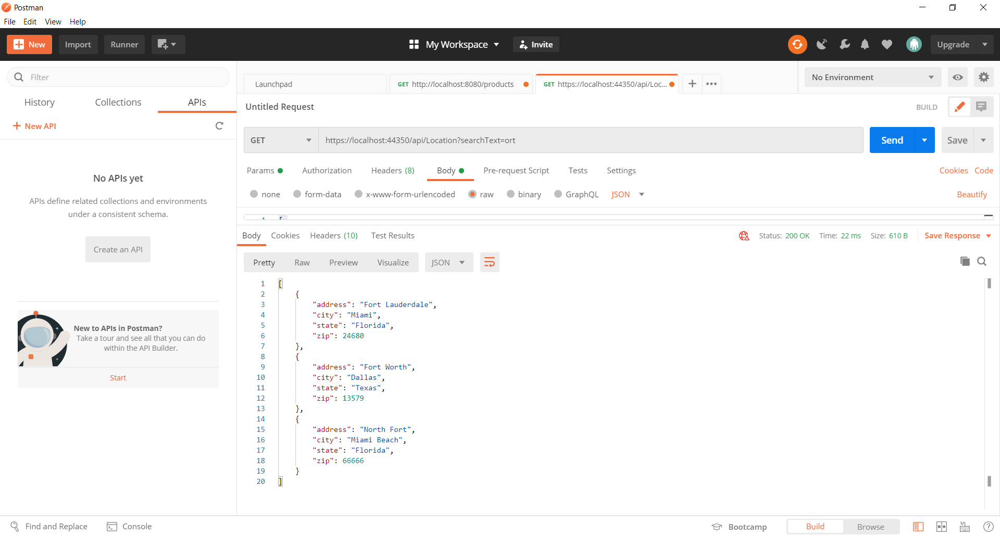 Postman
File Edit View Help
New Import Runner My Workspace Invite Upgrade
Filter
History Collections APIs
New API
No APIs yet
APIs define related collections and environments
under a consistent schema.
Create an API
New to APIs in Postman?
Take a tour and see all that you can do
within the API Builder.
Start
Launchpad GET http://localhost:8080/products GET https://localhost:44350/api/Loc... No Environment
Untitled Request BUILD
GET https://localhost:44350/api/Location?searchText=ort Send Save
Params Authorization Headers (8) Body Pre-request Script Tests Settings Cookies Code
none form-data x-www-form-urlencoded raw binary GraphQL JSON Beautify
1 [
Body Cookies Headers (10) Test Results Status: 200 OK Time: 22 ms Size: 610 B Save Response
Pretty Raw Preview Visualize JSON
1 [
2 {
3 "address": "Fort Lauderdale",
4 "city": "Miami",
5 "state": "Florida",
6 "zip": 24680
7 },
8 {
9 "address": "Fort Worth",
10 "city": "Dallas",
11 "state": "Texas",
12 "zip": 13579
13 },
14 {
15 "address": "North Fort",
16 "city": "Miami Beach",
17 "state": "Florida",
18 "zip": 66666
19 }
20 ]
Find and Replace Console Bootcamp Build Browse